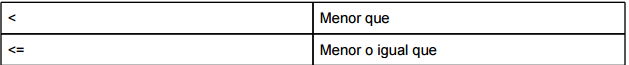 < Menor que
<= Menor o igual que